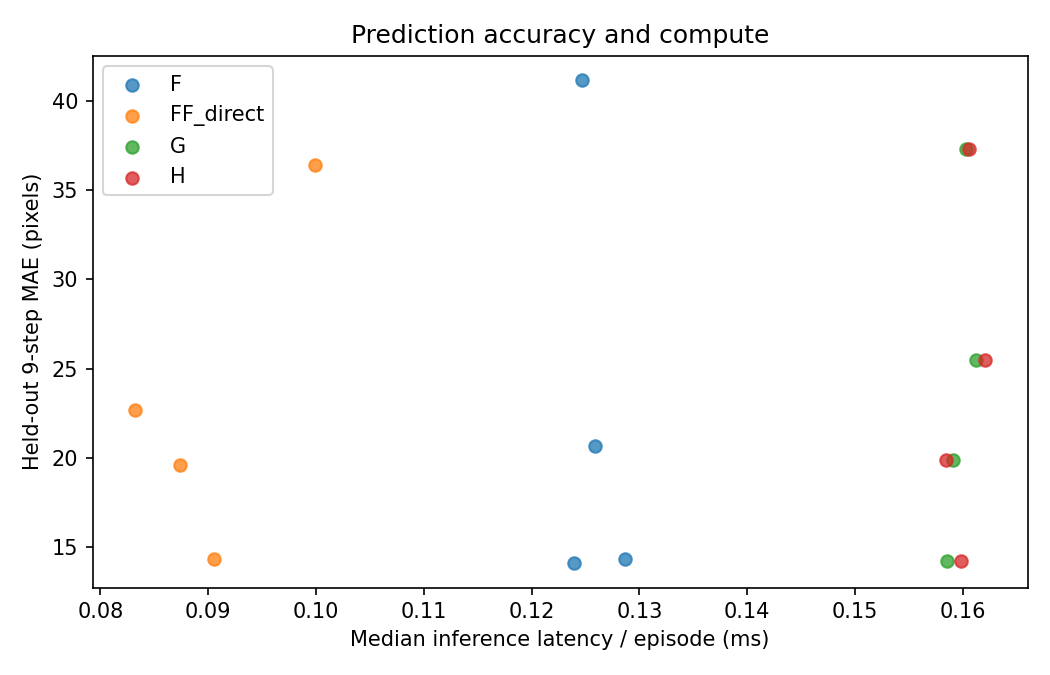 Prediction accuracy and compute
F
FF_direct
G
H
40
35
30
25
20
15
Held-out 9-step MAE (pixels)
0.08 0.09 0.10 0.11 0.12 0.13 0.14 0.15 0.16
Median inference latency / episode (ms)